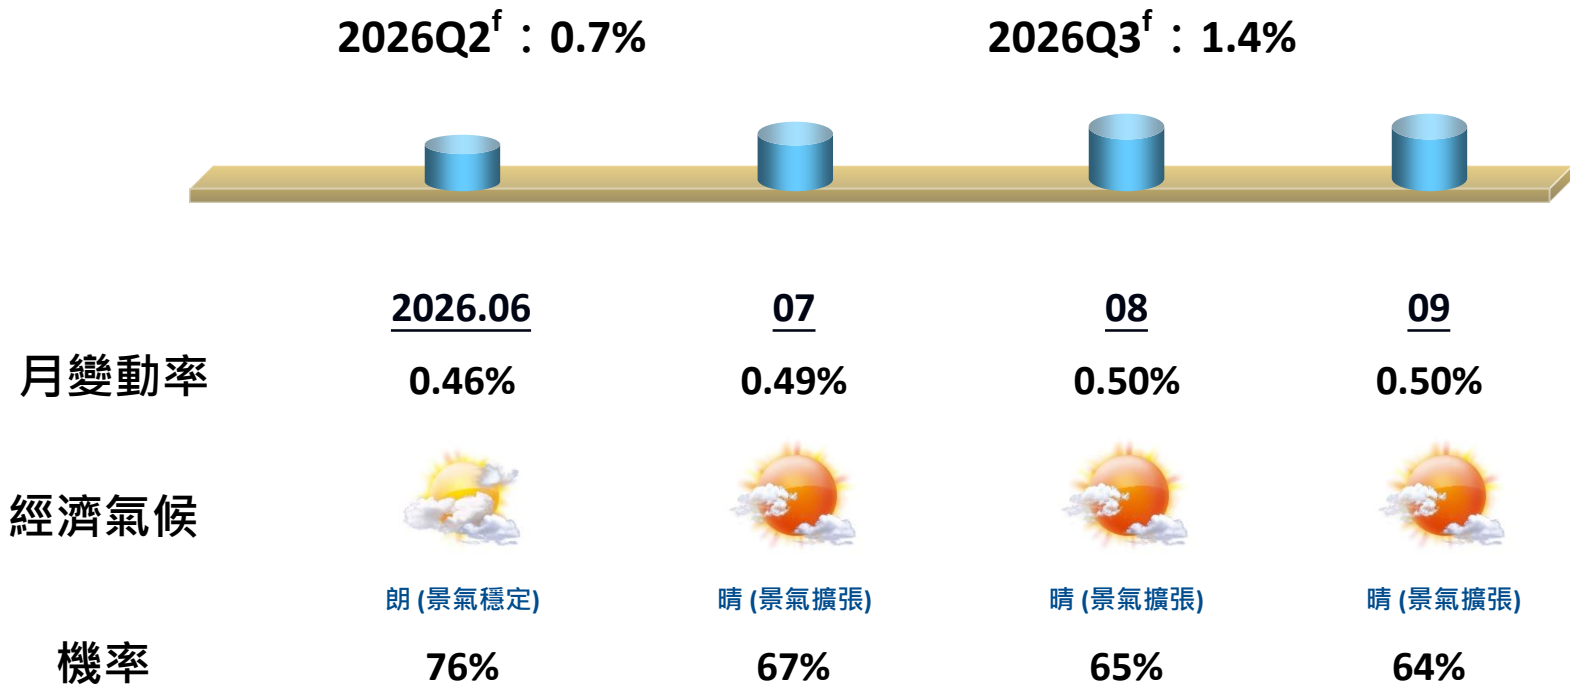 2026Q2f：0.7% 2026Q3f：1.4%
2026.06 07 08 09
月變動率 0.46% 0.49% 0.50% 0.50%
經濟氣候
朗 (景氣穩定) 晴 (景氣擴張) 晴 (景氣擴張) 晴 (景氣擴張)
機率 76% 67% 65% 64%